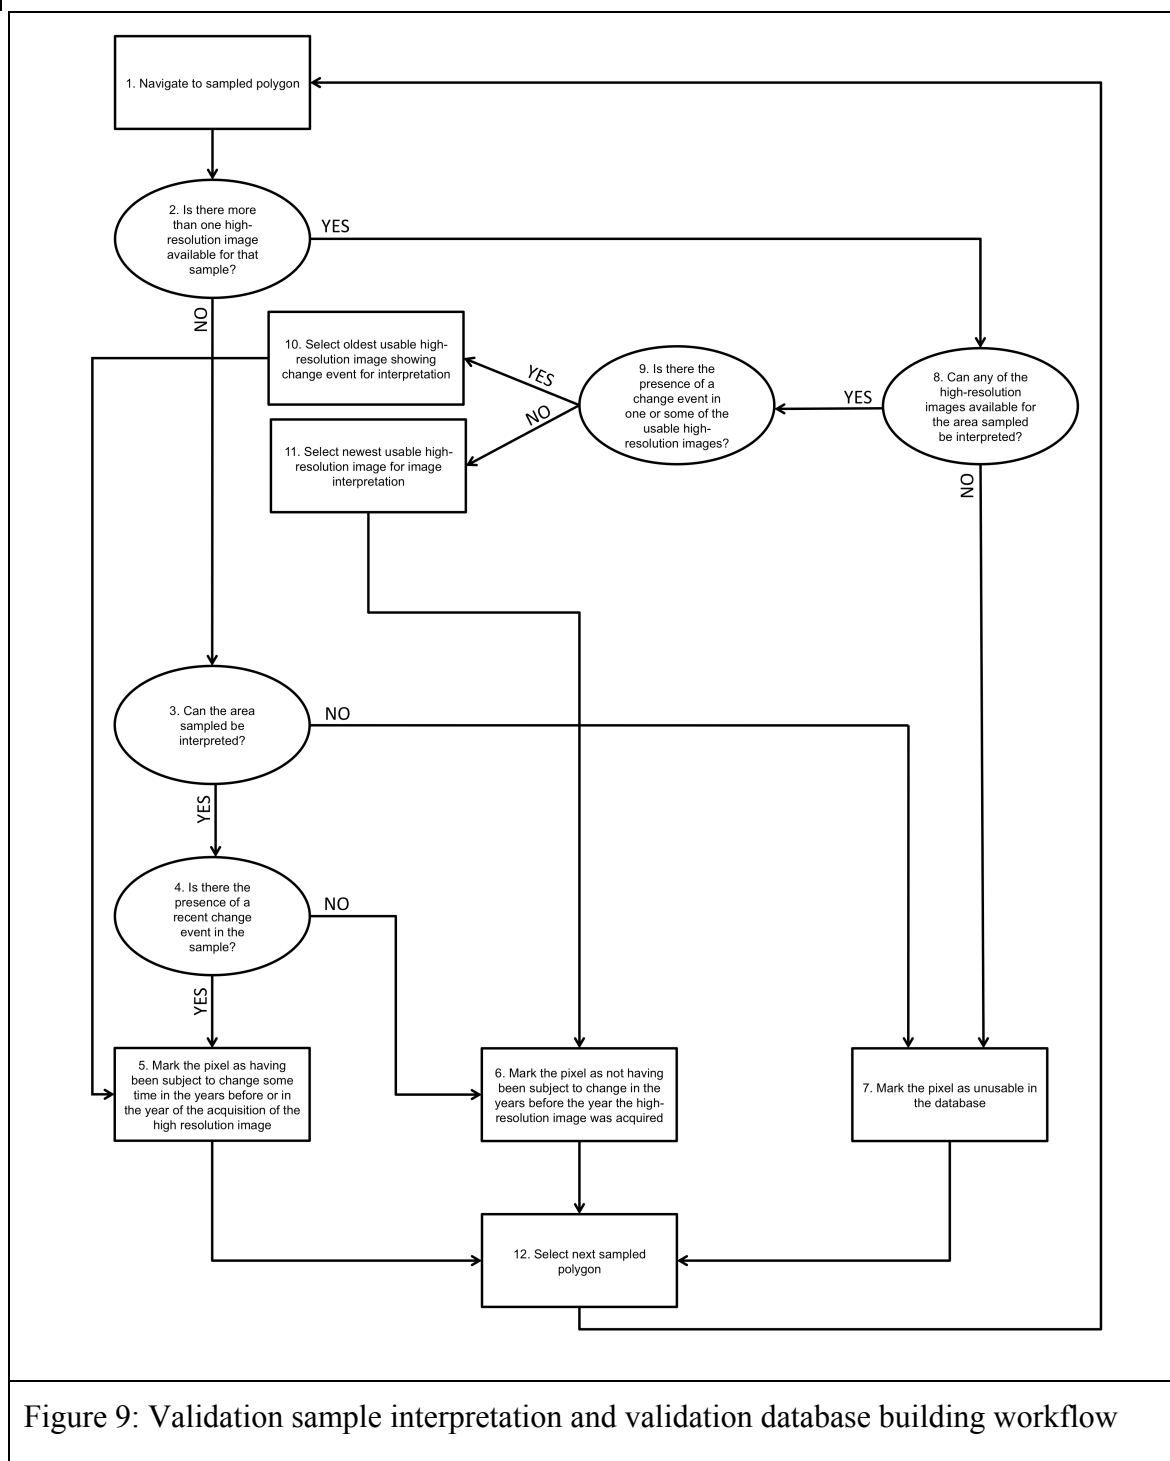 1. Navigate to sampled polygon
2. Is there more
than one high-
resolution image
available for that
sample?
YES
NO
10. Select oldest usable high-
resolution image showing
change event for interpretation
YES
NO
9. Is there the
presence of a
change event in
one or some of the
usable high-
resolution images?
YES
8. Can any of the
high-resolution
images available for
the area sampled
be interpreted?
NO
11. Select newest usable high-
resolution image for image
interpretation
3. Can the area
sampled be
interpreted?
NO
YES
4. Is there the
presence of a
recent change
event in the
sample?
NO
YES
5. Mark the pixel as having
been subject to change some
time in the years before or in
the year of the acquisition of the
high resolution image
6. Mark the pixel as not having
been subject to change in the
years before the year the high-
resolution image was acquired
7. Mark the pixel as unusable in
the database
12. Select next sampled
polygon
Figure 9: Validation sample interpretation and validation database building workflow